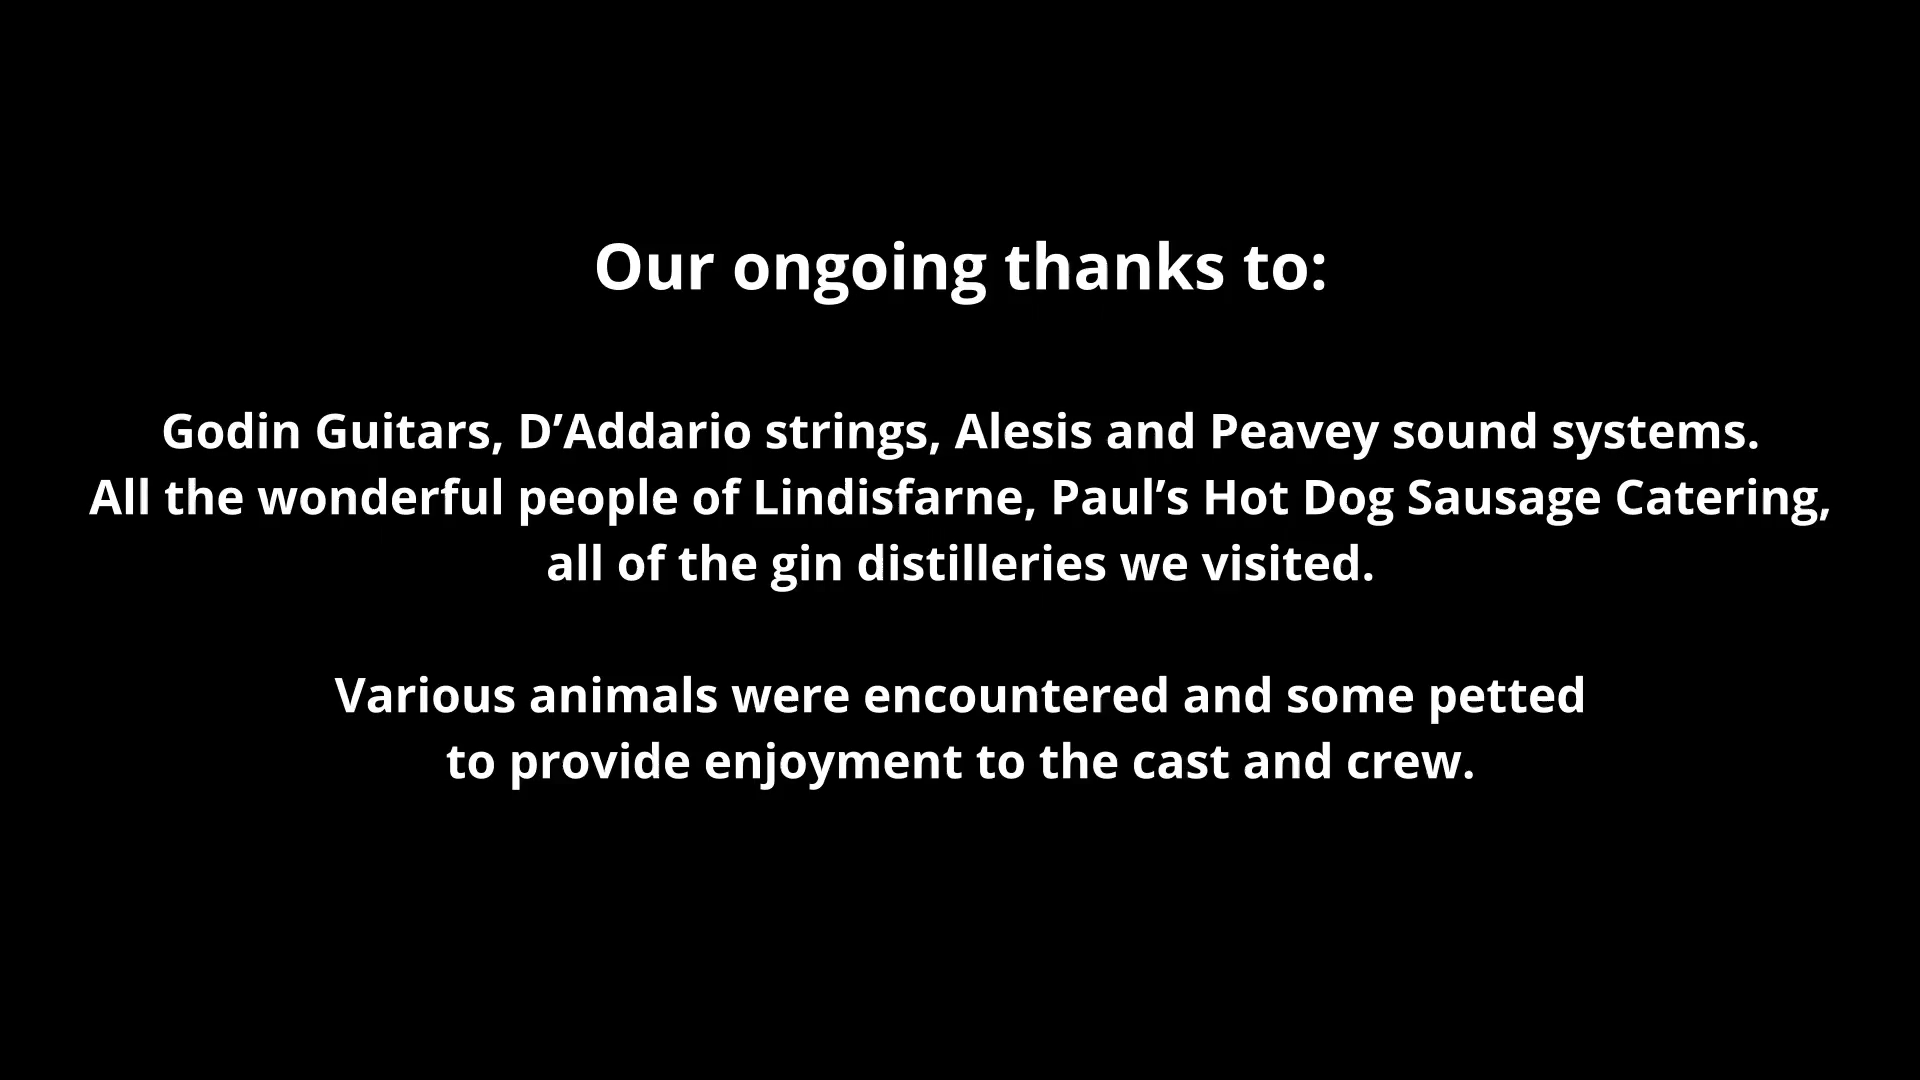 Our ongoing thanks to:
Godin Guitars, D’Addario strings, Alesis and Peavey sound systems.
All the wonderful people of Lindisfarne, Paul’s Hot Dog Sausage Catering,
all of the gin distilleries we visited.
Various animals were encountered and some petted
to provide enjoyment to the cast and crew.